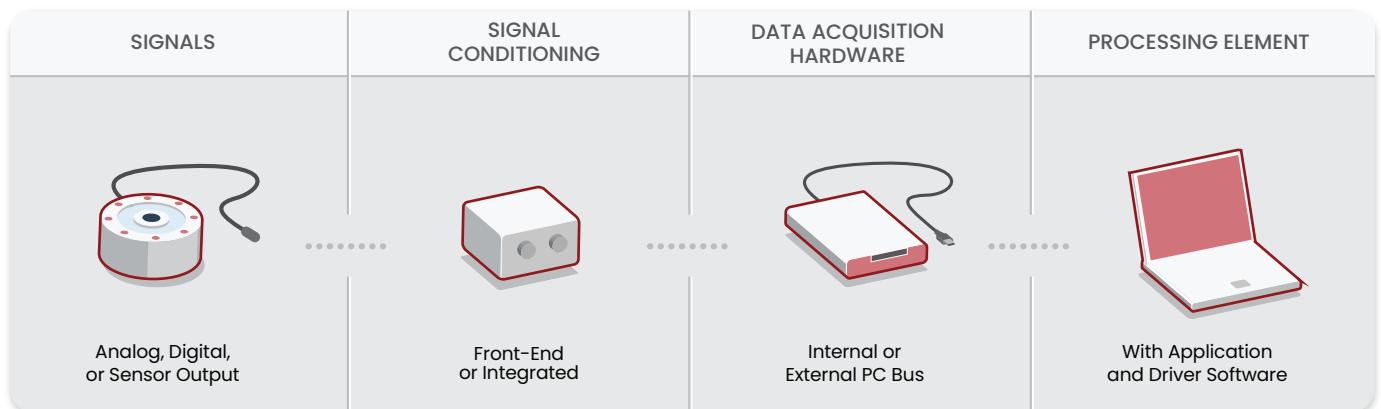 SIGNALS
SIGNAL
CONDITIONING
DATA ACQUISITION
HARDWARE
PROCESSING ELEMENT
Analog, Digital,
or Sensor Output
Front-End
or Integrated
Internal or
External PC Bus
With Application
and Driver Software